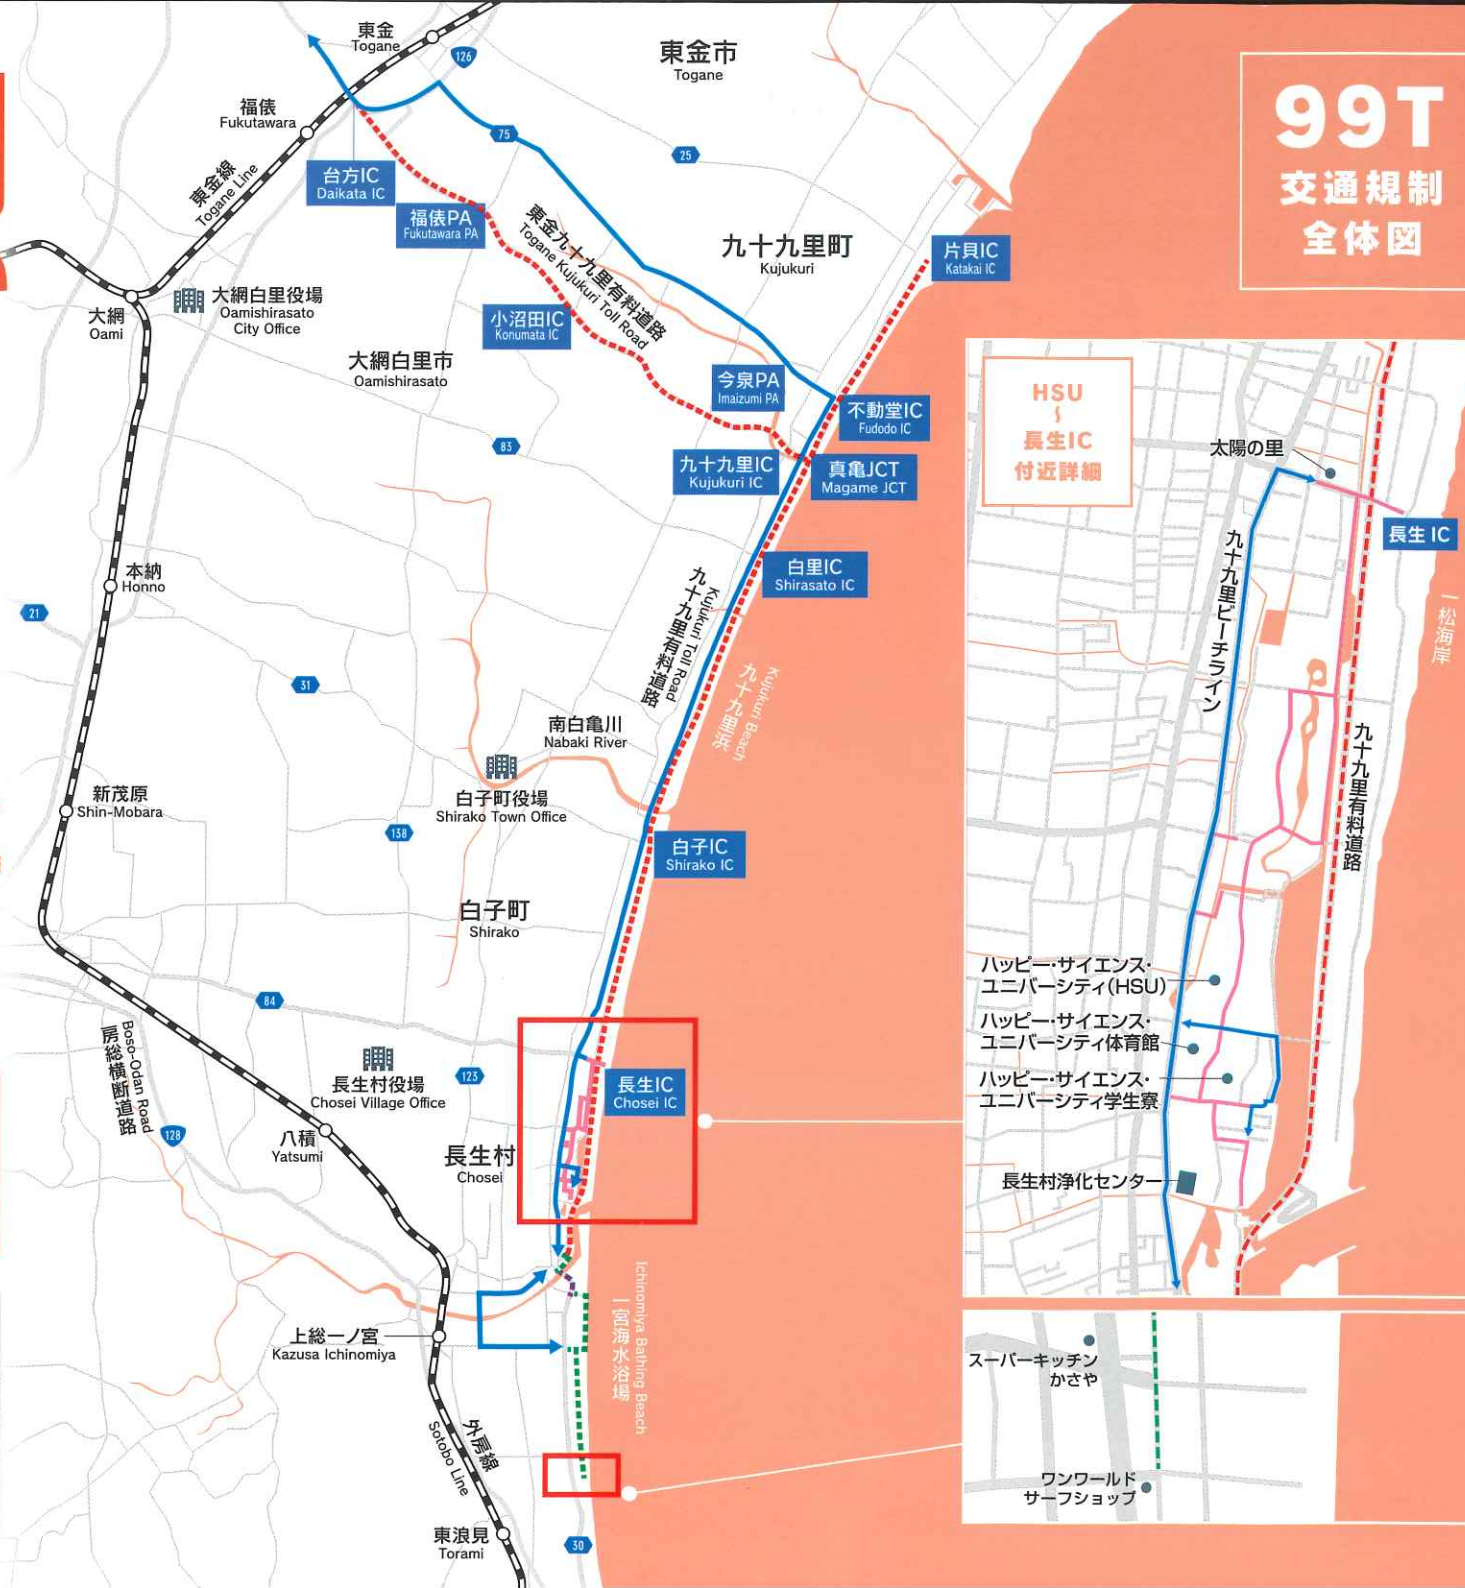 99T
交通規制
全体図
東金
Togane
126
東金市
Togane
福俵
Fukutawara
75
25
東金線
Togane Line
台方IC
Daikata IC
福俵PA
Fukutawara PA
東金九十九里有料道路
Togane Kujukuri Toll Road
九十九里町
Kujukuri
片貝IC
Katakai IC
大網
Oami
大網白里役場
Oamishirasato
City Office
小沼田IC
Konumata IC
大網白里市
Oamishirasato
今泉PA
Imaizumi PA
不動堂IC
Fudodo IC
83
九十九里IC
Kujukuri IC
真亀JCT
Magame JCT
白里IC
Shirasato IC
本納
Honno
21
九十九里有料道路
Kujukuri Toll Road
九十九里浜
Kujukuri Beach
31
南白亀川
Nabaki River
白子町役場
Shirako Town Office
新茂原
Shin-Mobara
138
白子IC
Shirako IC
白子町
Shirako
84
房総横断道路
Boso-Odan Road
長生村役場
Chosei Village Office
123
長生IC
Chosei IC
128
八積
Yatsumi
長生村
Chosei
一宮海水浴場
Ichinomiya Bathing Beach
上総一ノ宮
Kazusa Ichinomiya
外房線
Sotobo Line
東浪見
Torami
30
HSU
～
長生IC
付近詳細
太陽の里
長生 IC
九十九里ビーチライン
一松海岸
九十九里有料道路
ハッピー・サイエンス・
ユニバーシティ(HSU)
ハッピー・サイエンス・
ユニバーシティ体育館
ハッピー・サイエンス・
ユニバーシティ学生寮
長生村浄化センター
スーパーキッチン
かさや
ワンワールド
サーフショップ